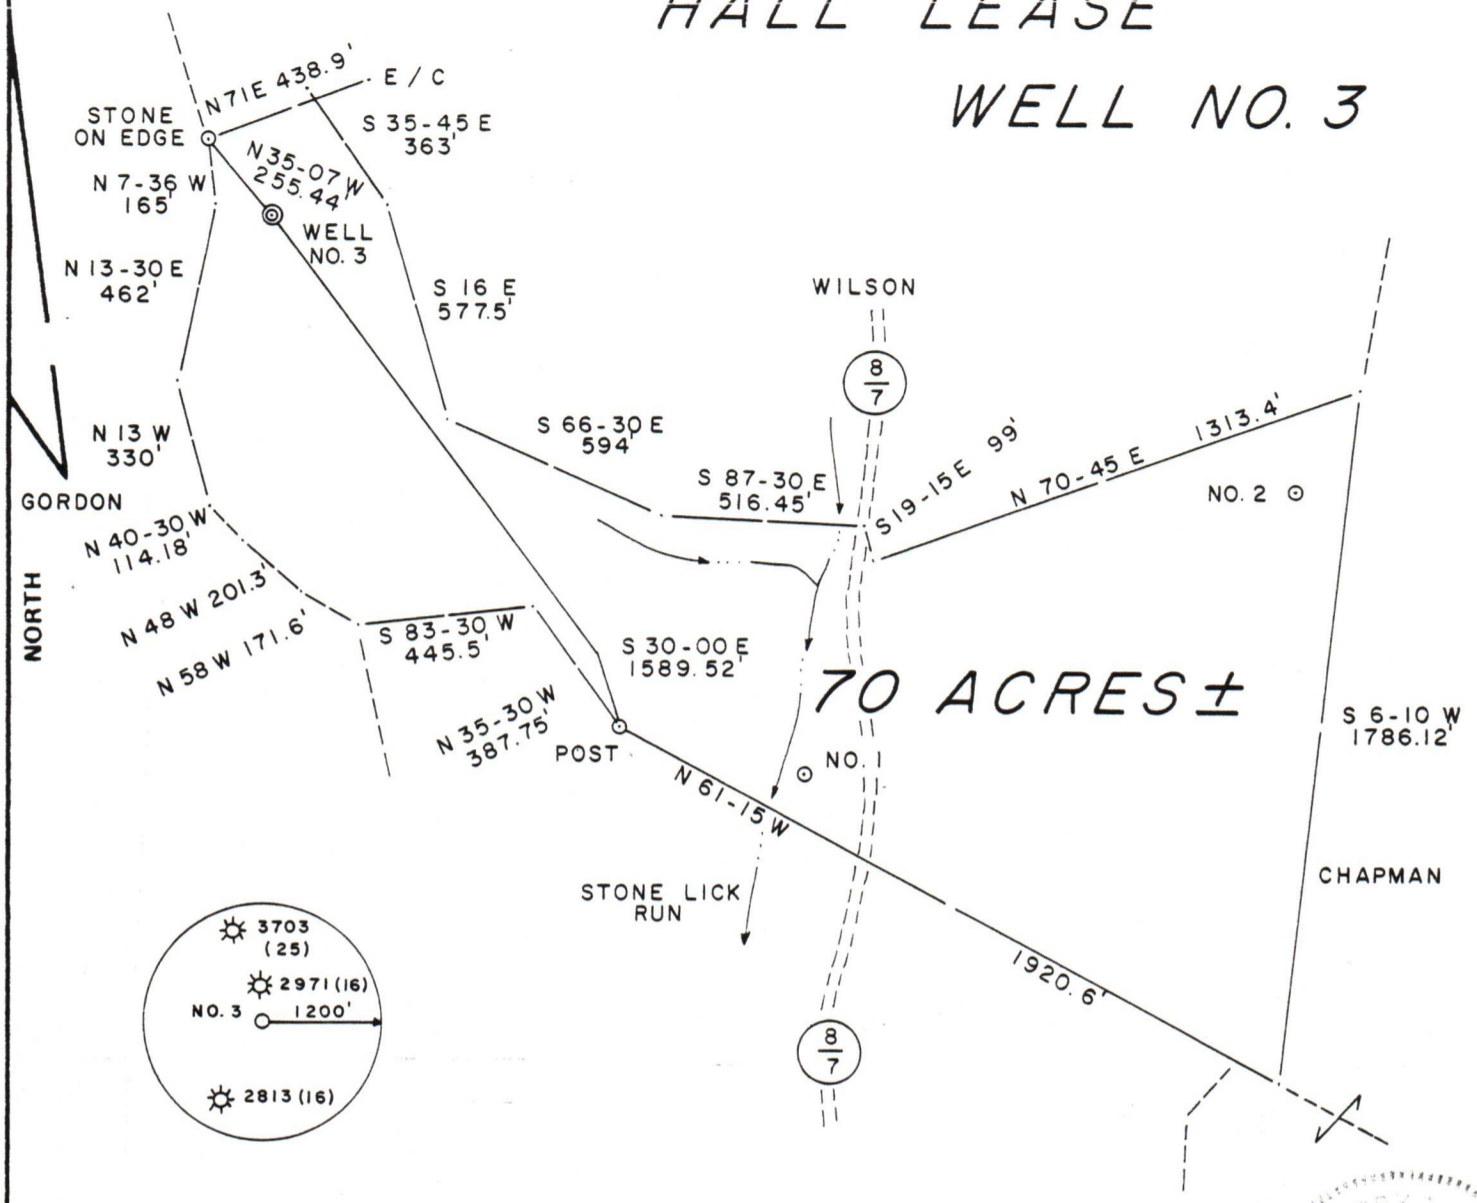 HALL LEASE
WELL NO. 3
N 71 E 438.9'
E / C
STONE
ON EDGE
S 35-45 E
363'
N 35-07 W
255.44'
N 7-36 W
165'
WELL
NO. 3
N 13-30 E
462'
S 16 E
577.5'
WILSON
8
7
N 13 W
330'
S 66-30 E
594'
S 87-30 E
516.45'
S 19-15 E 99'
N 70-45 E 1313.4'
NO. 2
GORDON
N 40-30 W
114.18'
N 48 W 201.3'
N 58 W 171.6'
NORTH
S 83-30 W
445.5'
S 30-00 E
1589.52'
N 35-30 W
387.75'
POST
70 ACRES ±
S 6-10 W
1786.12'
NO. 1
N 61-15 W
1920.6'
STONE LICK
RUN
CHAPMAN
3703
(25)
2971 (16)
NO. 3
1200'
2813 (16)
8
7